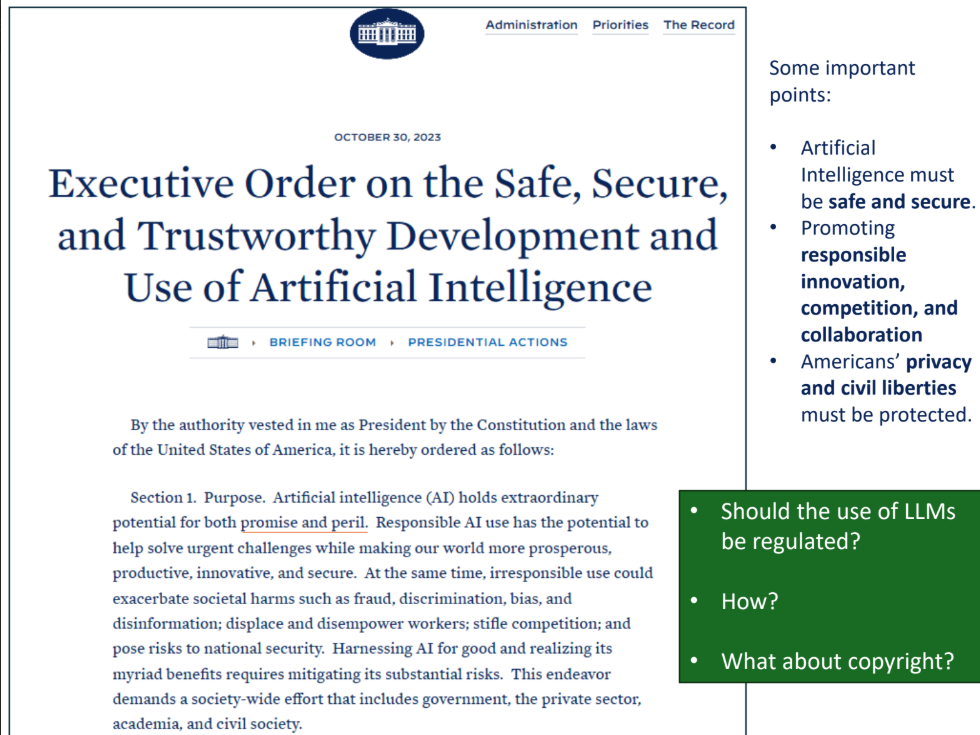 Administration Priorities The Record
OCTOBER 30, 2023
Executive Order on the Safe, Secure,
and Trustworthy Development and
Use of Artificial Intelligence
BRIEFING ROOM PRESIDENTIAL ACTIONS
By the authority vested in me as President by the Constitution and the laws
of the United States of America, it is hereby ordered as follows:
Section 1. Purpose. Artificial intelligence (AI) holds extraordinary
potential for both promise and peril. Responsible AI use has the potential to
help solve urgent challenges while making our world more prosperous,
productive, innovative, and secure. At the same time, irresponsible use could
exacerbate societal harms such as fraud, discrimination, bias, and
disinformation; displace and disempower workers; stifle competition; and
pose risks to national security. Harnessing AI for good and realizing its
myriad benefits requires mitigating its substantial risks. This endeavor
demands a society-wide effort that includes government, the private sector,
academia, and civil society.
Some important
points:
• Artificial
Intelligence must
be safe and secure.
• Promoting
responsible
innovation,
competition, and
collaboration
• Americans' privacy
and civil liberties
must be protected.
• Should the use of LLMs
be regulated?
• How?
• What about copyright?